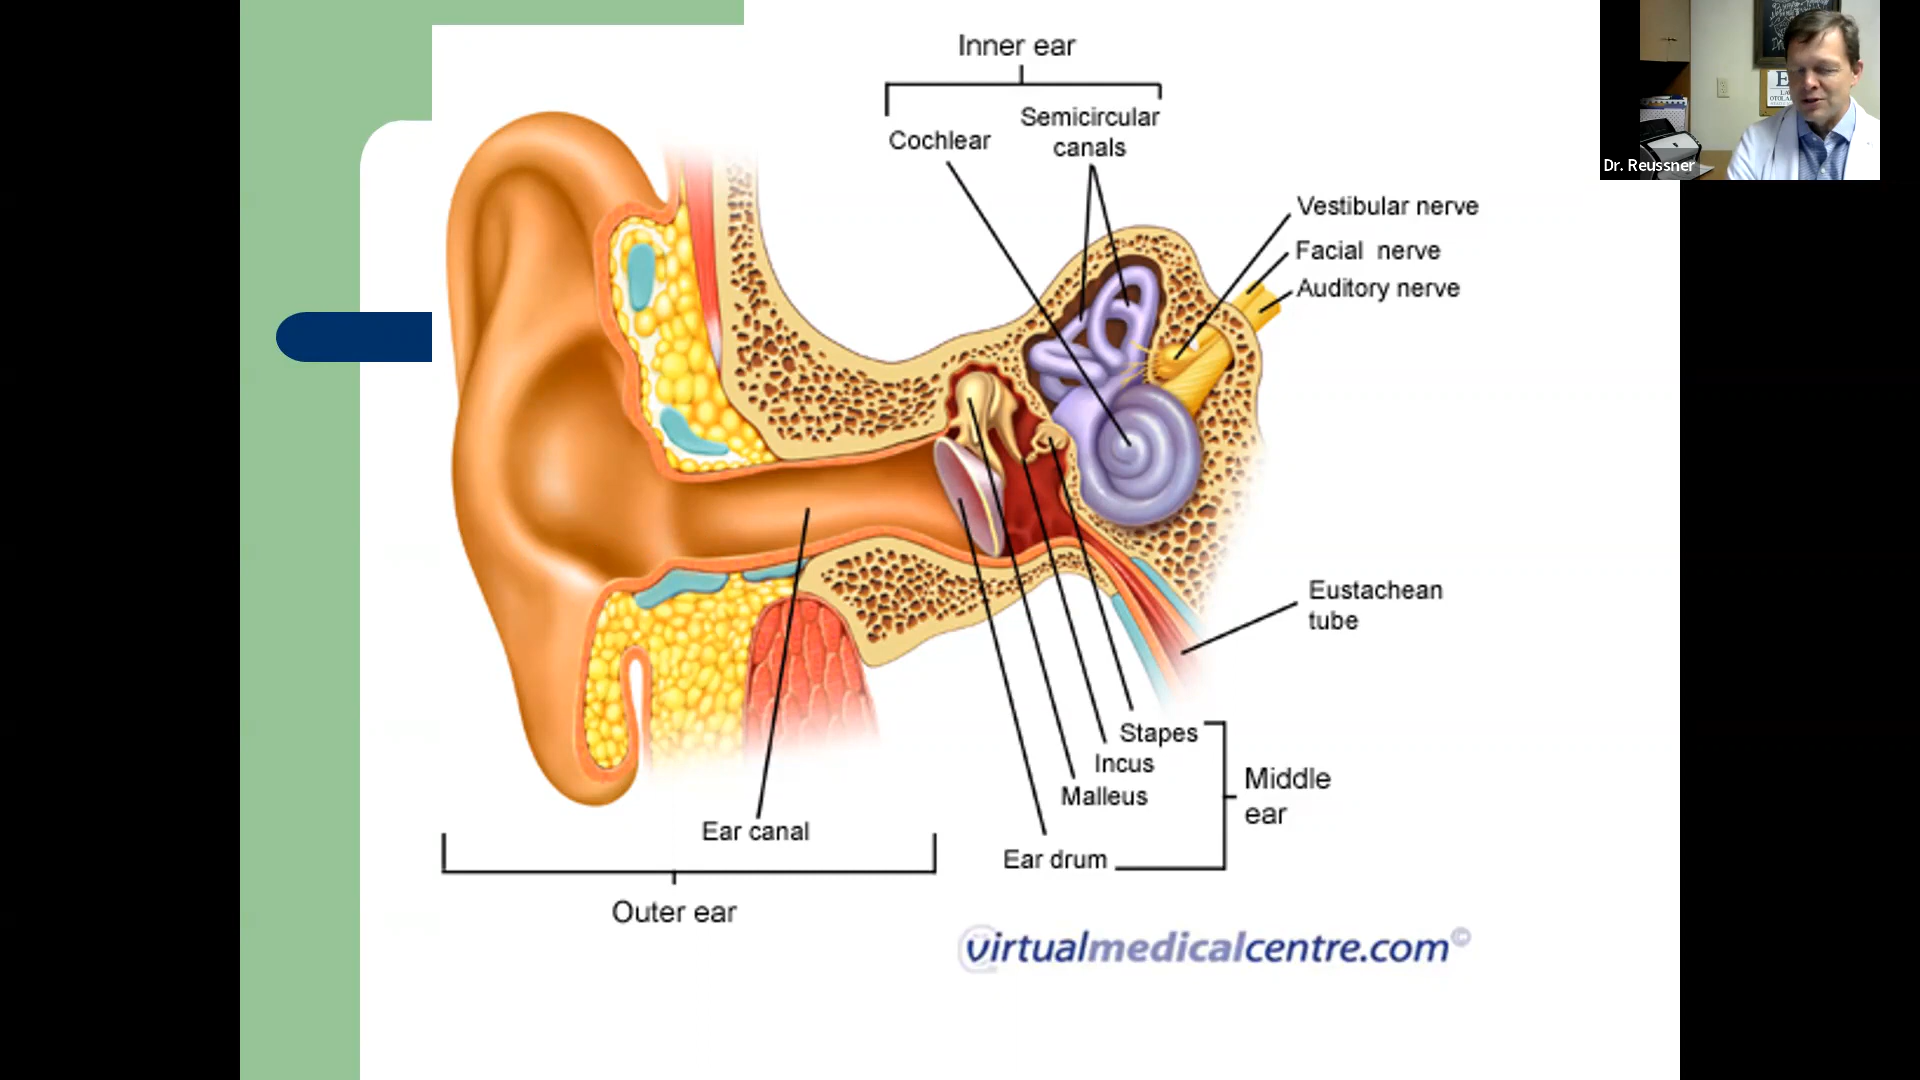 Inner ear
Cochlear
Semicircular
canals
Vestibular nerve
Facial nerve
Auditory nerve
Eustachean
tube
Stapes
Incus
Malleus
Ear drum
Middle
ear
Ear canal
Outer ear
virtualmedicalcentre.com
Dr. Reussner